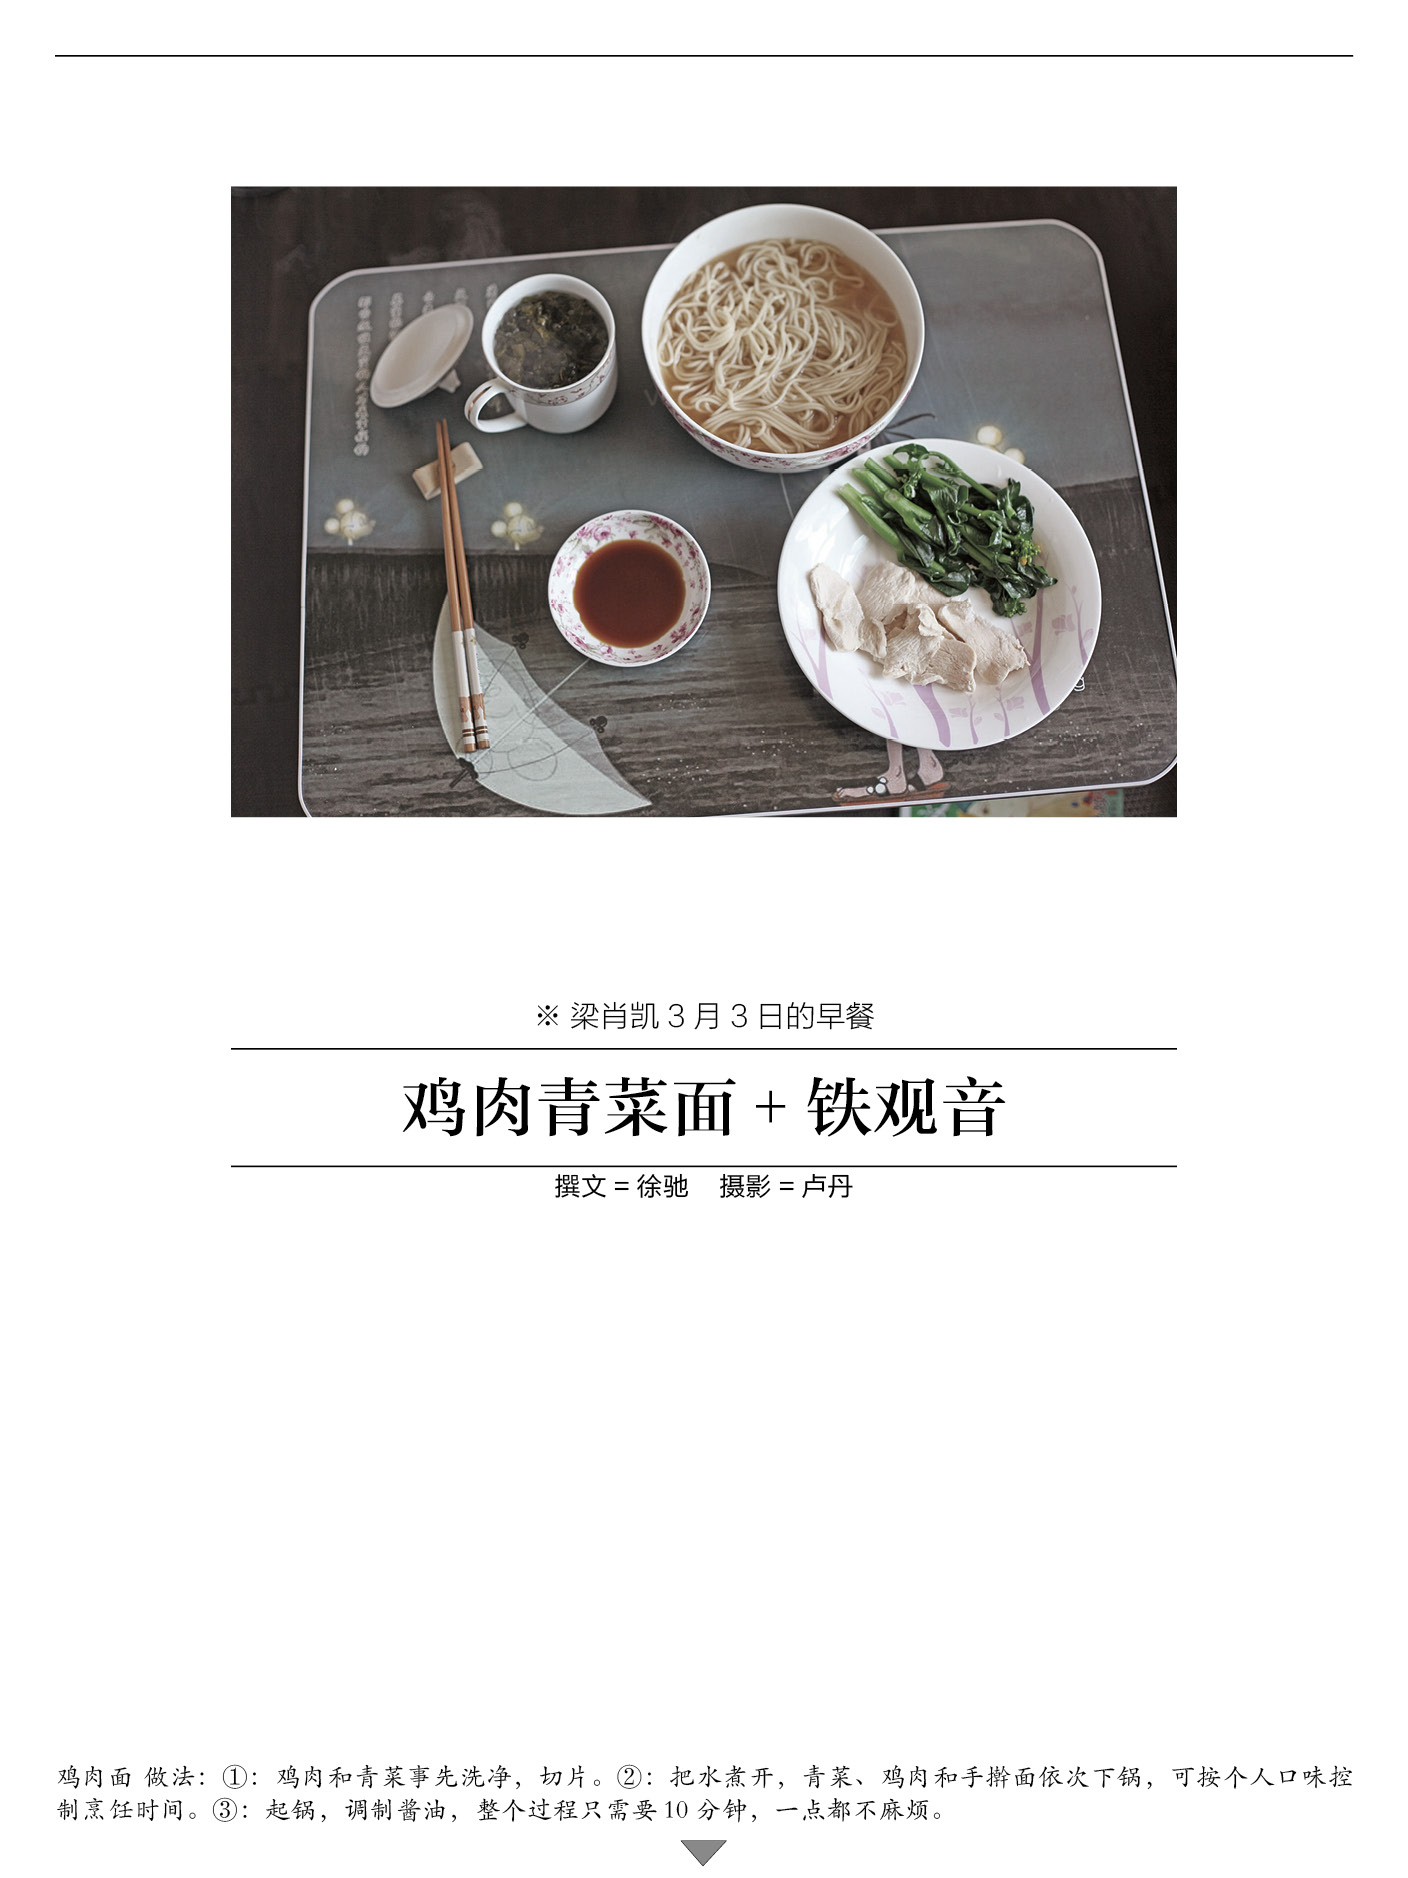 ※ 梁肖凯 3 月 3 日的早餐
鸡肉青菜面 + 铁观音
撰文 = 徐驰 摄影 = 卢丹
鸡肉面 做法：①：鸡肉和青菜事先洗净，切片。②：把水煮开，青菜、鸡肉和手擀面依次下锅，可按个人口味控
制烹饪时间。③：起锅，调制酱油，整个过程只需要 10 分钟，一点都不麻烦。